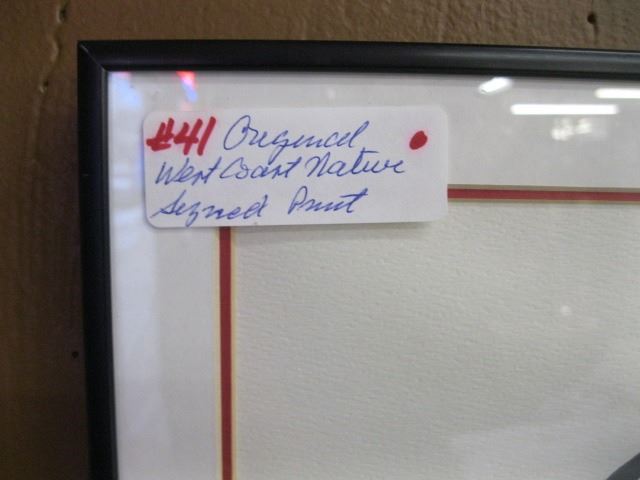 #41 Original
West Coast Native
Signed Print